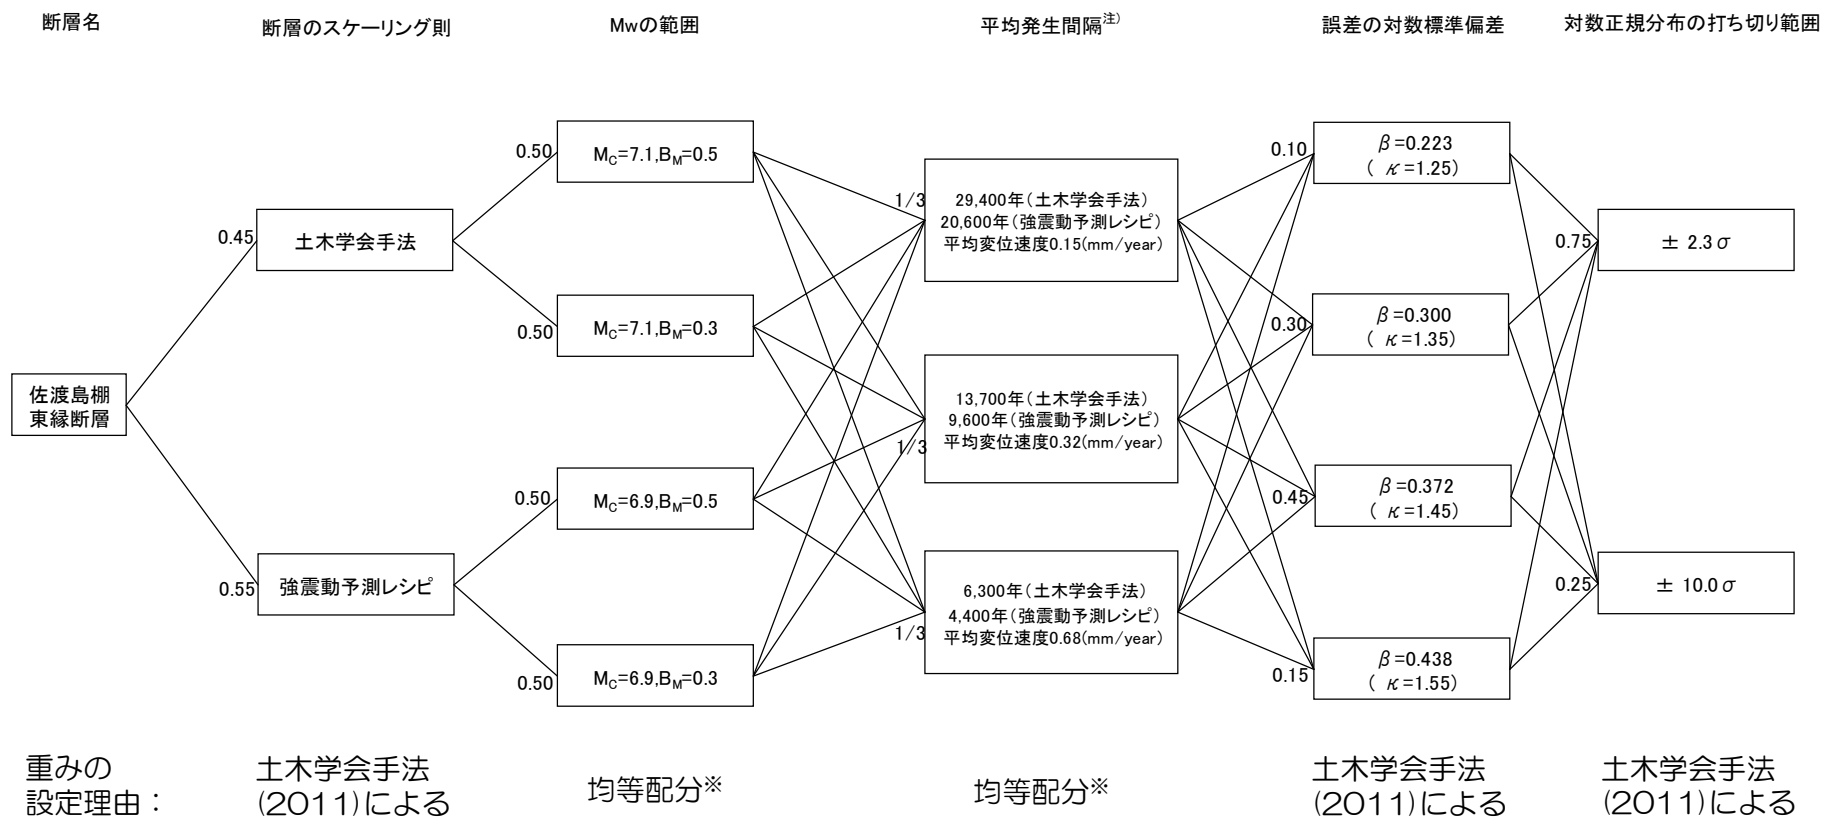 断層名
断層のスケーリング則
Mwの範囲
平均発生間隔注)
誤差の対数標準偏差
対数正規分布の打ち切り範囲
佐渡島棚
東縁断層
0.45
土木学会手法
0.55
強震動予測レシピ
0.50
MC=7.1,BM=0.5
0.50
MC=7.1,BM=0.3
0.50
MC=6.9,BM=0.5
0.50
MC=6.9,BM=0.3
1/3
29,400年(土木学会手法)
20,600年(強震動予測レシピ)
平均変位速度0.15(mm/year)
1/3
13,700年(土木学会手法)
9,600年(強震動予測レシピ)
平均変位速度0.32(mm/year)
1/3
6,300年(土木学会手法)
4,400年(強震動予測レシピ)
平均変位速度0.68(mm/year)
0.10
β=0.223
( κ=1.25)
0.30
β=0.300
( κ=1.35)
0.45
β=0.372
( κ=1.45)
0.15
β=0.438
( κ=1.55)
0.75
± 2.3σ
0.25
± 10.0σ
重みの
設定理由:
土木学会手法
(2011)による
均等配分※
均等配分※
土木学会手法
(2011)による
土木学会手法
(2011)による